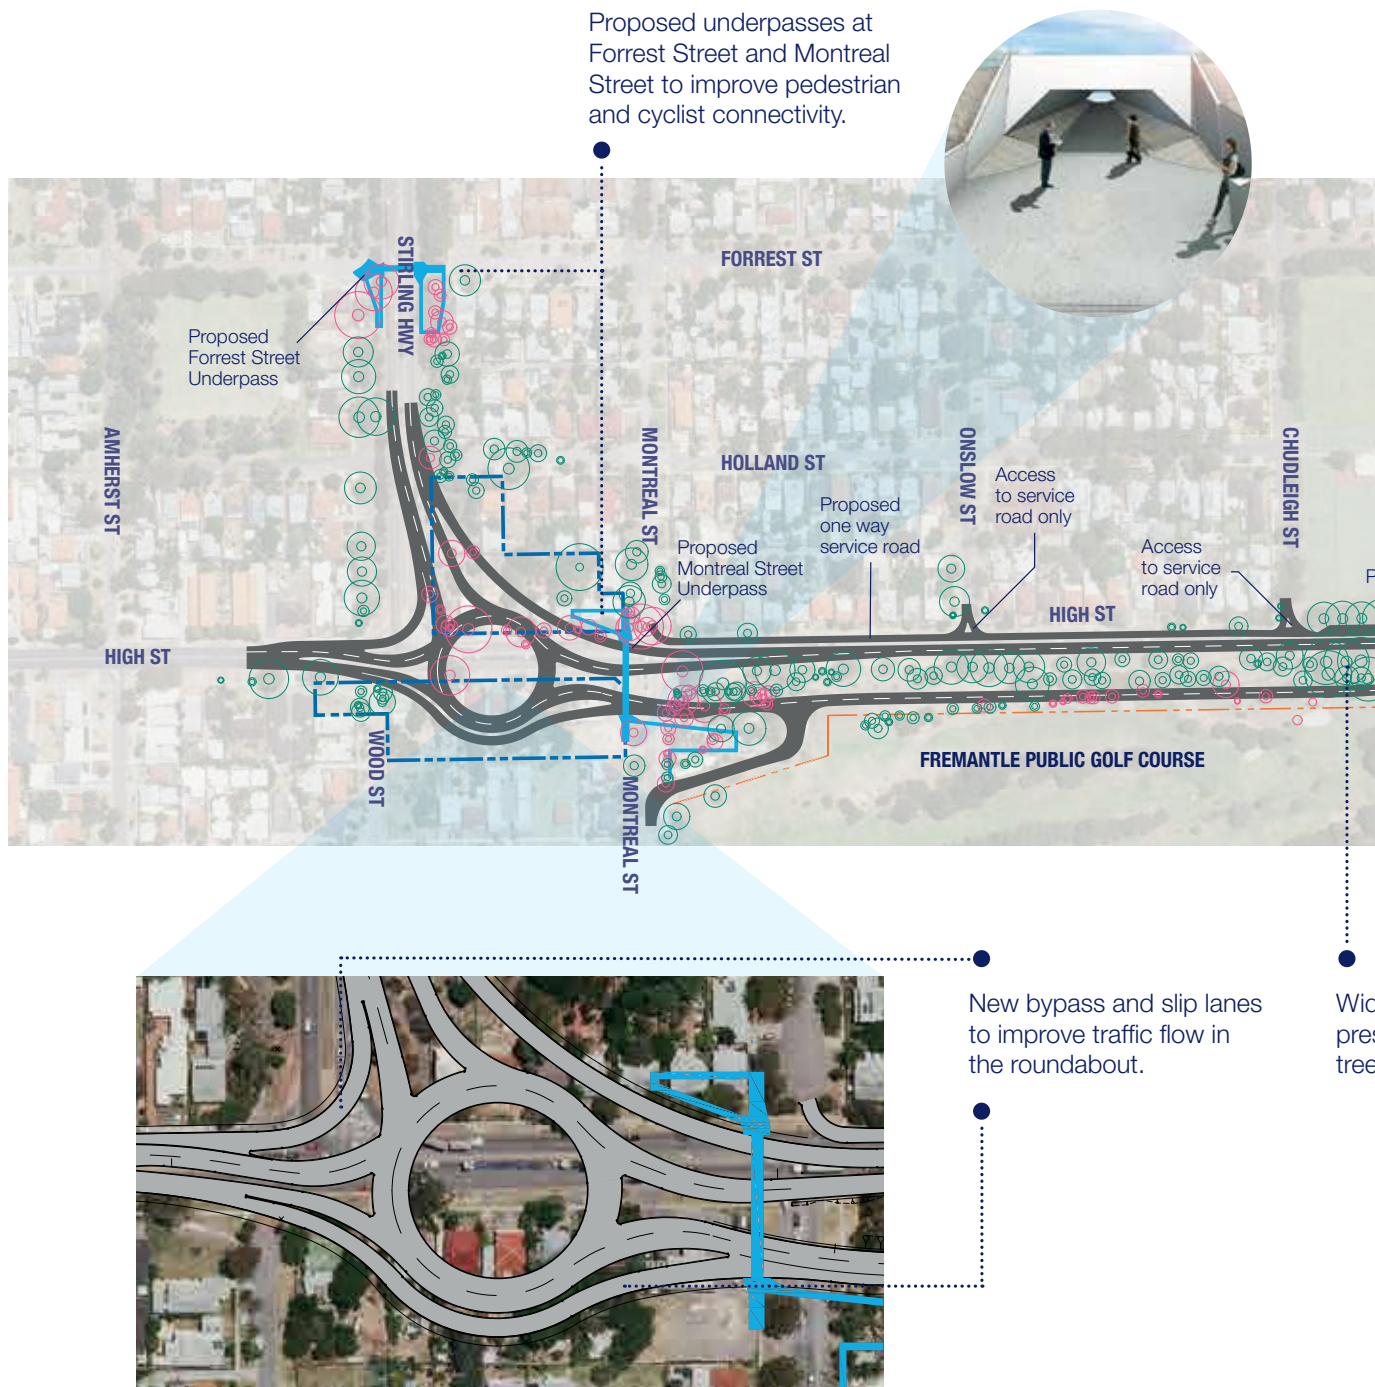 Proposed underpasses at
Forrest Street and Montreal
Street to improve pedestrian
and cyclist connectivity.
STIRLING HWY
FORREST ST
Proposed
Forrest Street
Underpass
AMHERST ST
MONTREAL ST
HOLLAND ST
ONSLOW ST
CHUDLEIGH ST
Access
to service
road only
Proposed
one way
service road
Proposed
Montreal Street
Underpass
Access
to service
road only
P
HIGH ST
HIGH ST
WOOD ST
FREMANTLE PUBLIC GOLF COURSE
MONTREAL ST
New bypass and slip lanes
to improve traffic flow in
the roundabout.
Wid
pres
tree